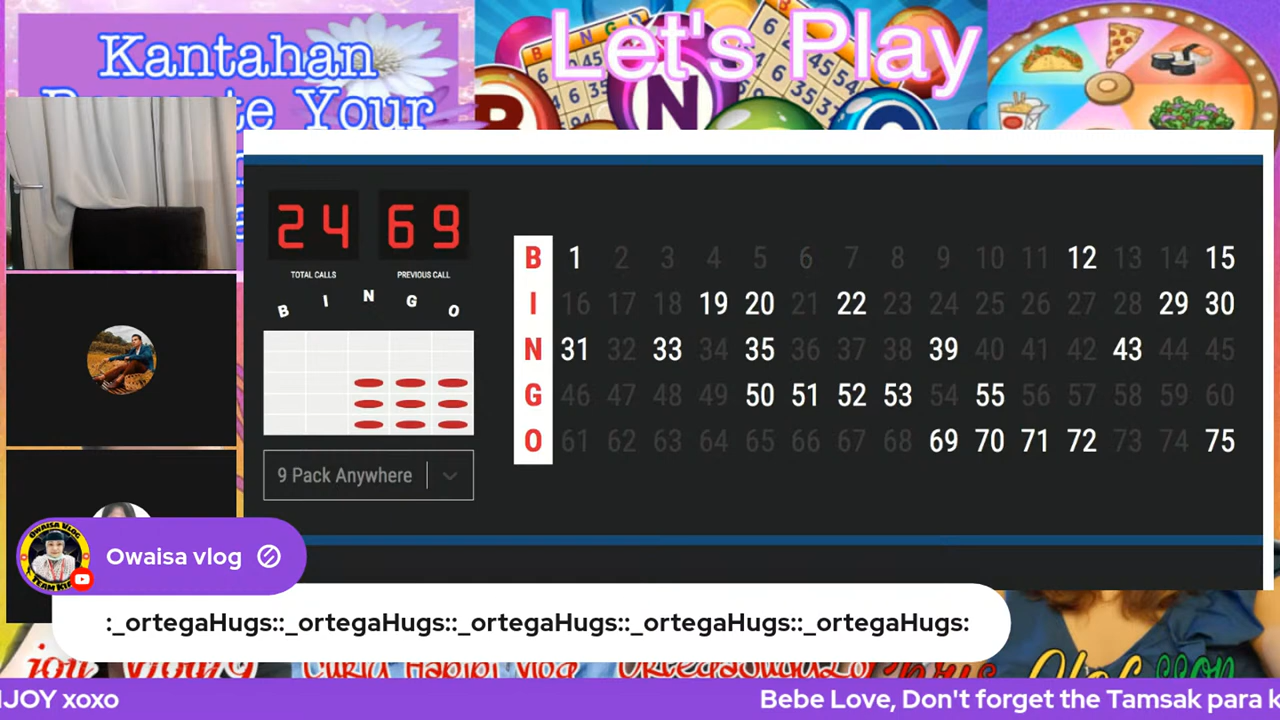 Kantahan
Let's Play
24 69
TOTAL CALLS PREVIOUS CALL
B I N G O
9 Pack Anywhere
B 1 2 3 4 5 6 7 8 9 10 11 12 13 14 15
I 16 17 18 19 20 21 22 23 24 25 26 27 28 29 30
N 31 32 33 34 35 36 37 38 39 40 41 42 43 44 45
G 46 47 48 49 50 51 52 53 54 55 56 57 58 59 60
O 61 62 63 64 65 66 67 68 69 70 71 72 73 74 75
Owaisa vlog
:_ortegaHugs::_ortegaHugs::_ortegaHugs::_ortegaHugs::_ortegaHugs:
JOY xoxo
Bebe Love, Don't forget the Tamsak para k